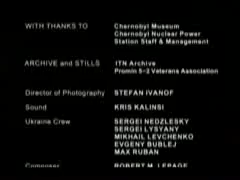 WITH THANKS TO Chernobyl Museum
Chernobyl Nuclear Power
Station Staff & Management
ARCHIVE and STILLS ITN Archive
Promin 5-2 Veterans Association
Director of Photography STEFAN IVANOF
Sound KRIS KALINSI
Ukraine Crew SERGEI NEDZLESKY
SERGEI LYSYANY
MIKHAIL LEVCHENKO
EVGENY BUBLEJ
MAX RUBAN
Composer ROBERT M. LEPAGE